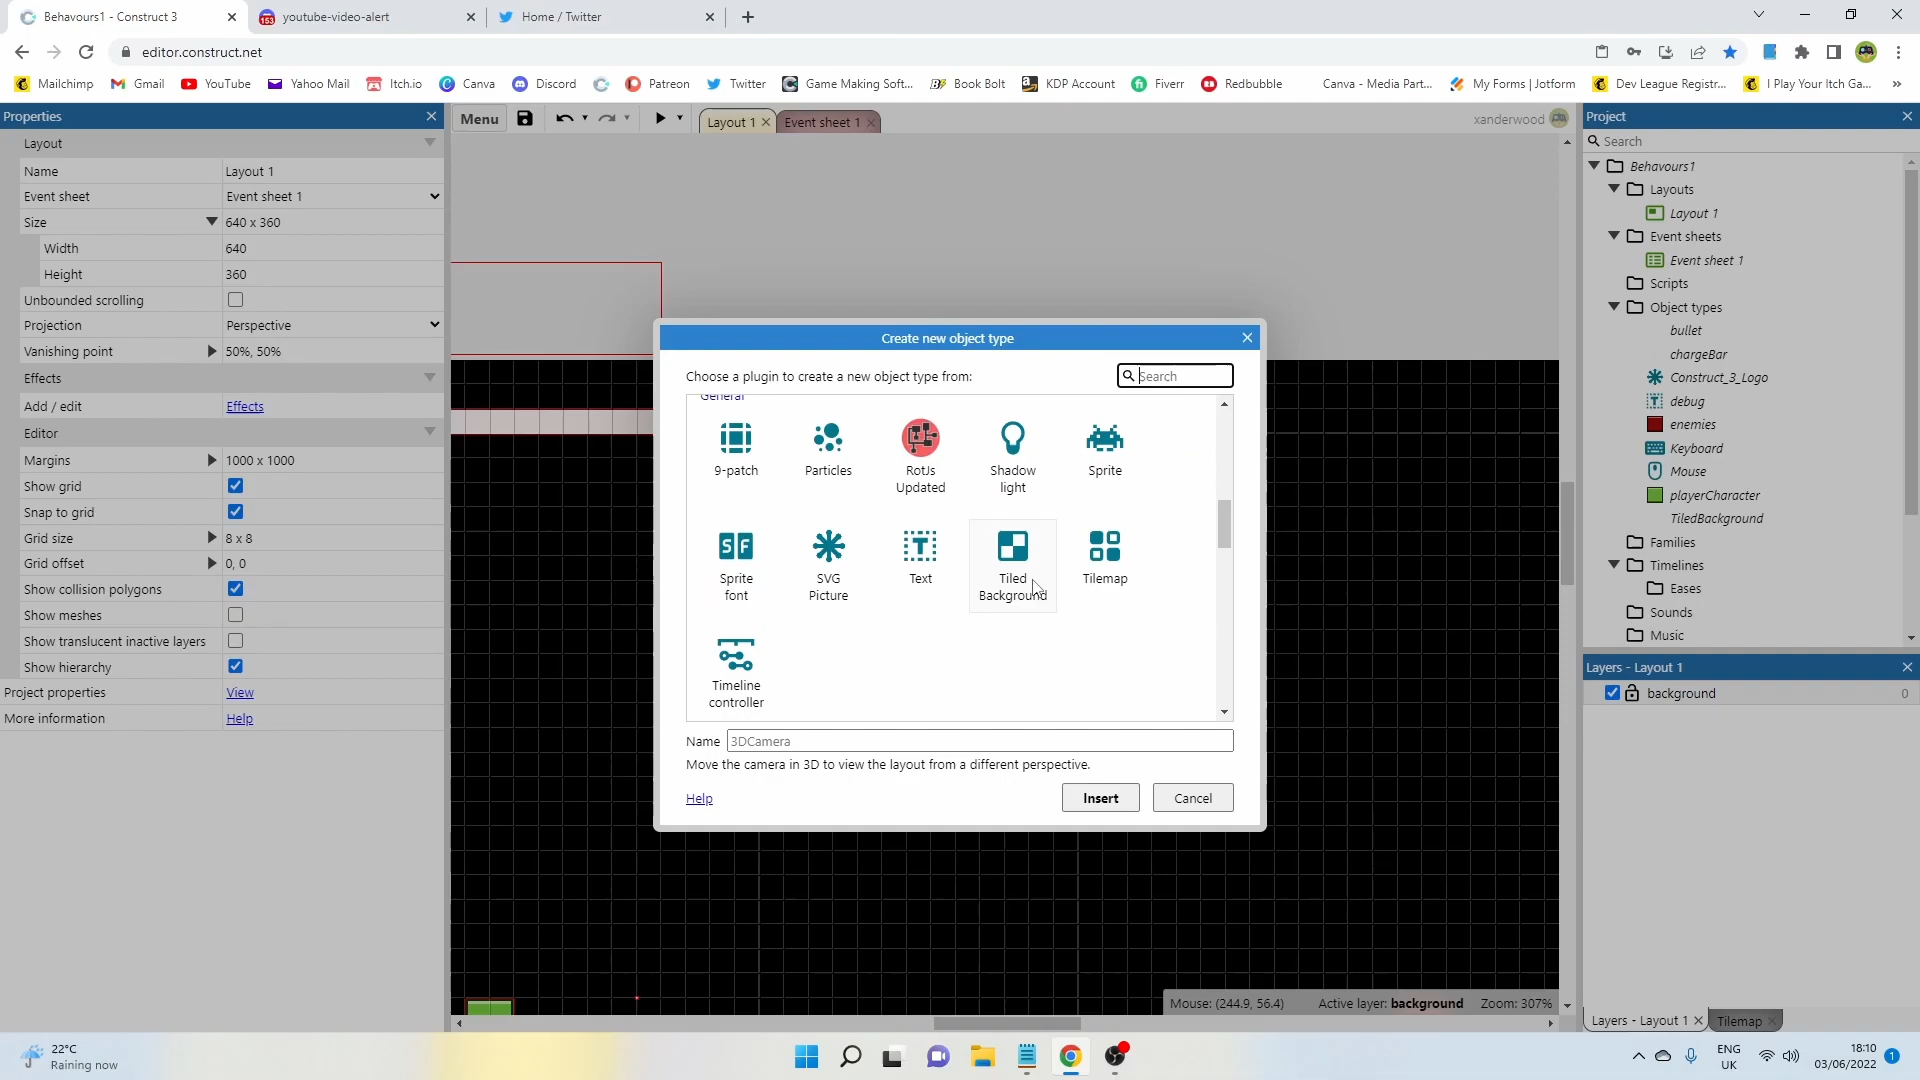 Behavours1 - Construct 3
youtube-video-alert
Home / Twitter
editor.construct.net
Mailchimp
Gmail
YouTube
Yahoo Mail
Itch.io
Canva
Discord
Patreon
Twitter
Game Making Soft...
Book Bolt
KDP Account
Fiverr
Redbubble
Canva - Media Part...
My Forms | Jotform
Dev League Registr...
I Play Your Itch Ga...
»
Properties
Layout
Name
Layout 1
Event sheet
Event sheet 1
Size
640 x 360
Width
640
Height
360
Unbounded scrolling
Projection
Perspective
Vanishing point
50%, 50%
Effects
Add / edit
Effects
Editor
Margins
1000 x 1000
Show grid
Snap to grid
Grid size
8 x 8
Grid offset
0, 0
Show collision polygons
Show meshes
Show translucent inactive layers
Show hierarchy
Project properties
View
More information
Help
Menu
Layout 1
Event sheet 1
xanderwood
Create new object type
Choose a plugin to create a new object type from:
Search
General
9-patch
Particles
RotJs
Updated
Shadow
light
Sprite
Sprite
font
SVG
Picture
Text
Tiled
Background
Tilemap
Timeline
controller
Name
3DCamera
Move the camera in 3D to view the layout from a different perspective.
Help
Insert
Cancel
Mouse: (244.9, 56.4)
Active layer: background
Zoom: 307%
Project
Search
Behavours1
Layouts
Layout 1
Event sheets
Event sheet 1
Scripts
Object types
bullet
chargeBar
Construct_3_Logo
debug
enemies
Keyboard
Mouse
playerCharacter
TiledBackground
Families
Timelines
Eases
Sounds
Music
Layers - Layout 1
background
0
Layers - Layout 1
Tilemap
22°C
Raining now
ENG
UK
18:10
03/06/2022
1